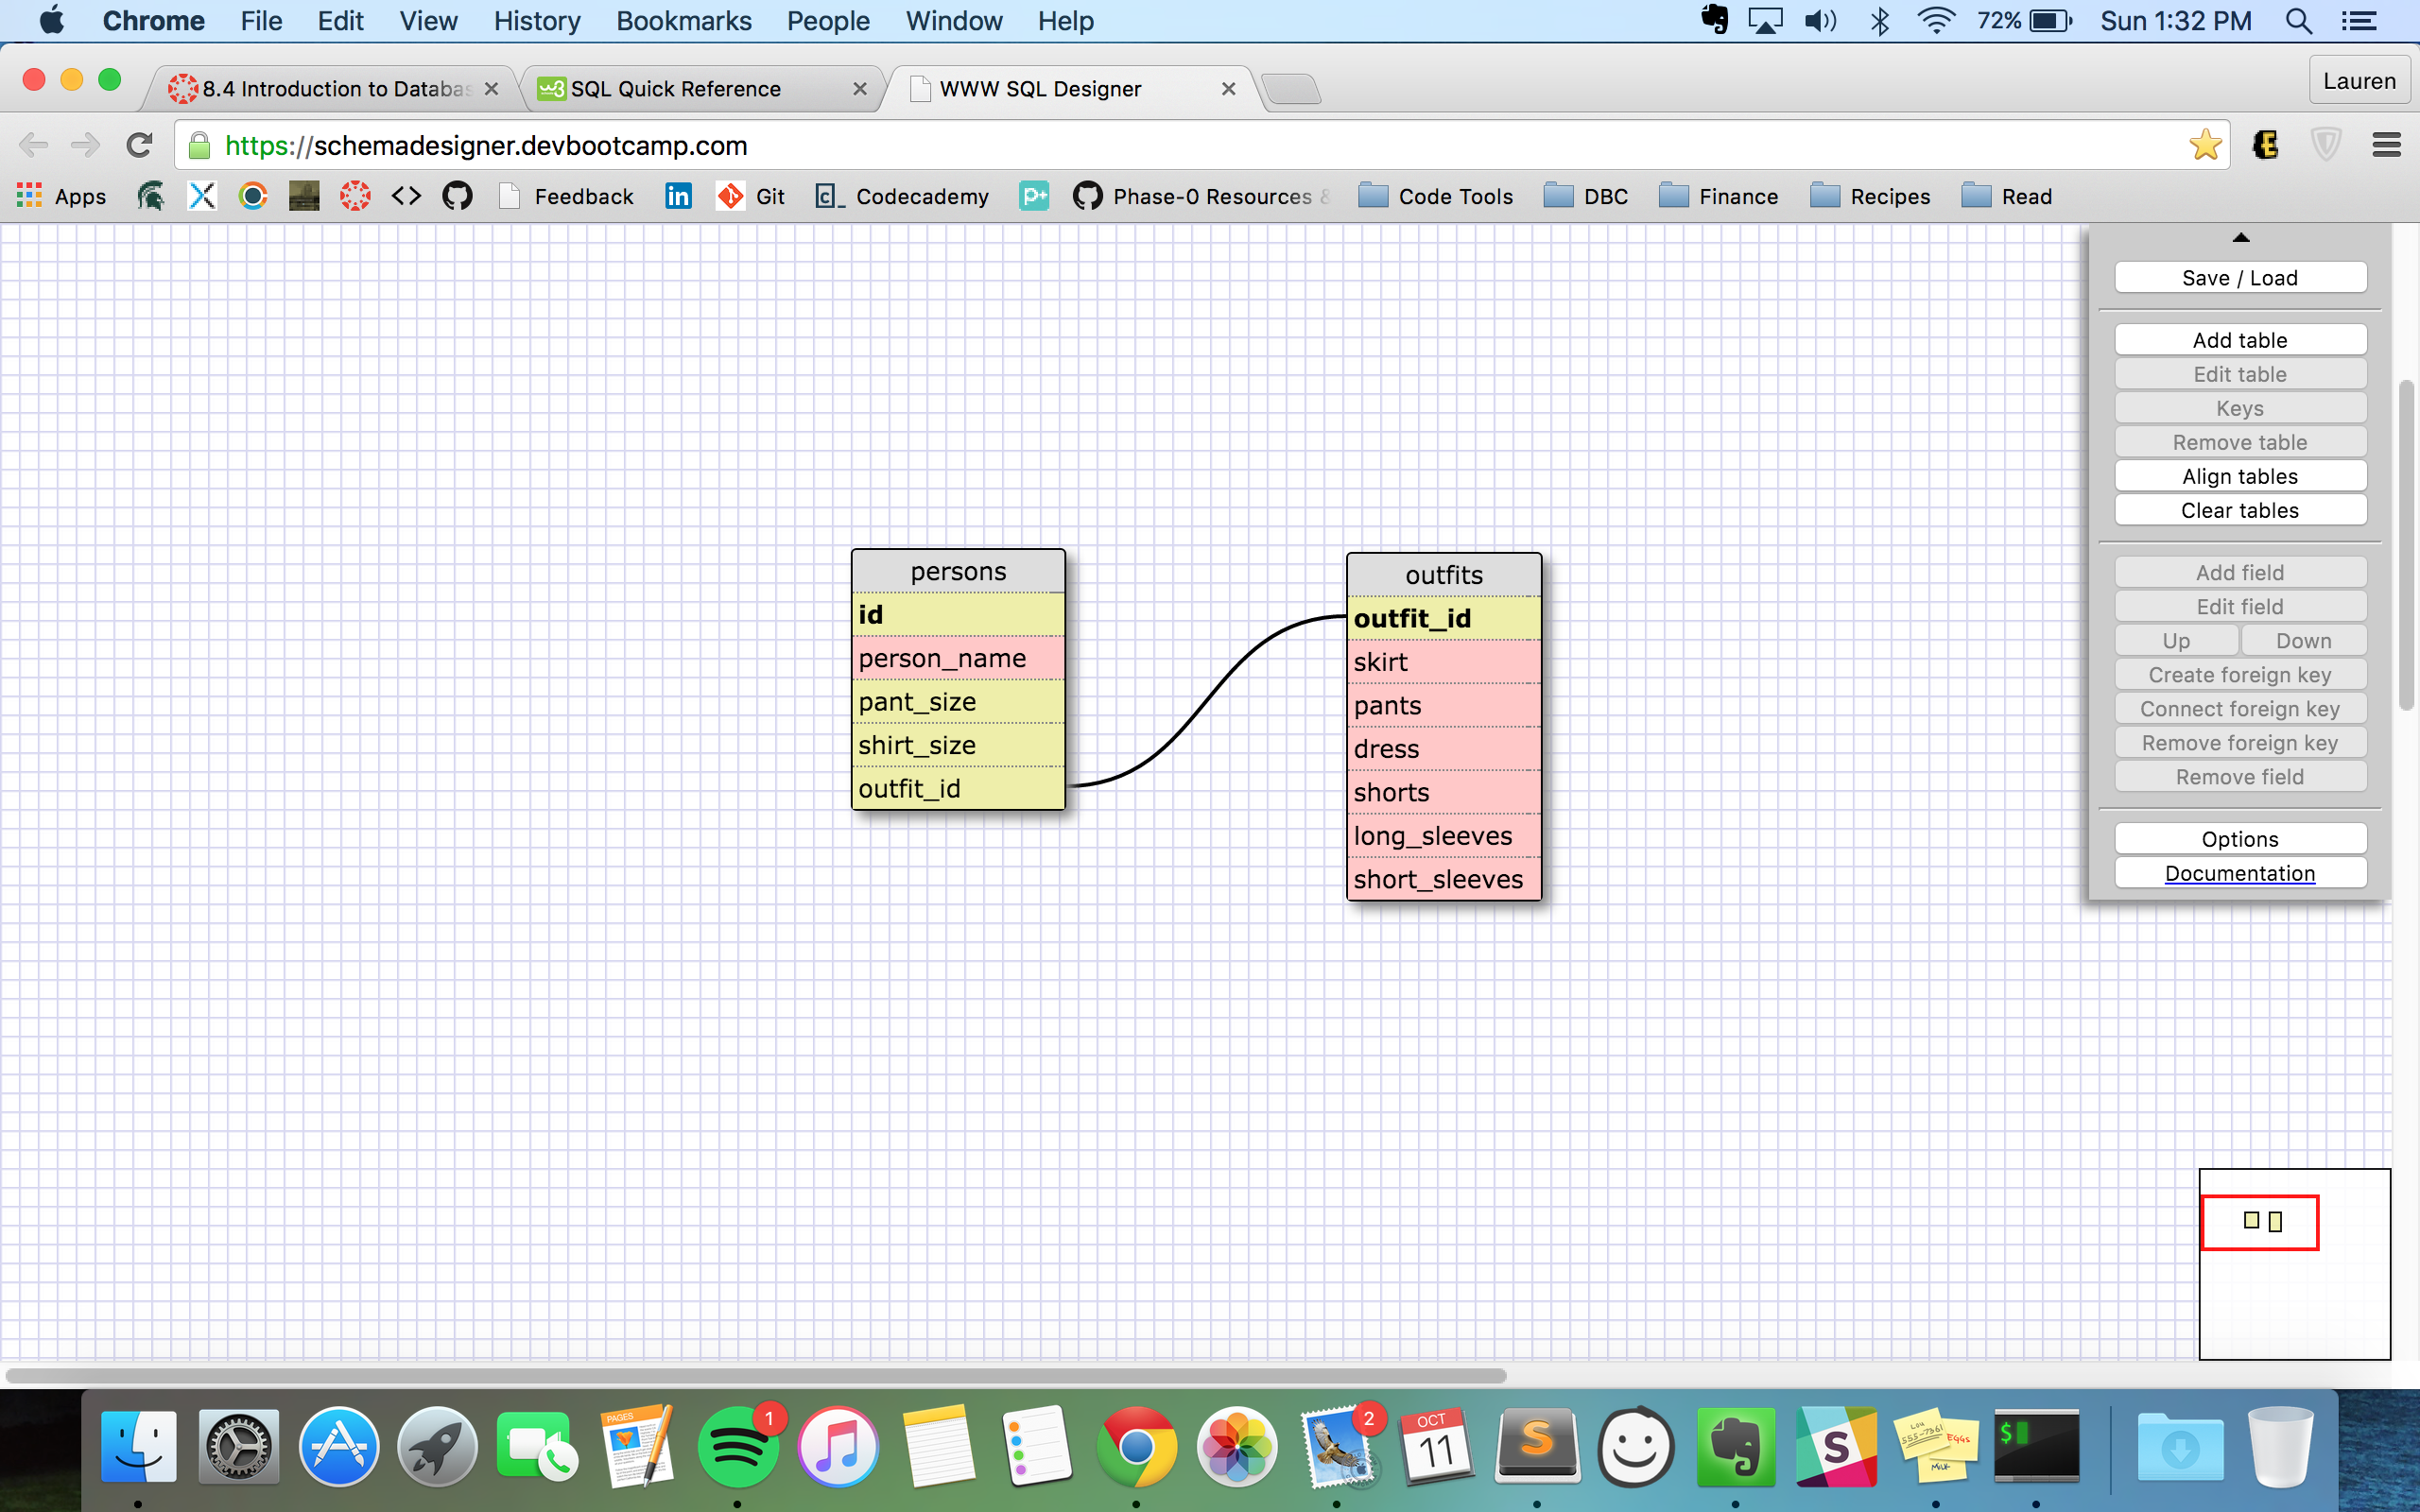 Chrome File Edit View History Bookmarks People Window Help 72% Sun 1:32 PM
8.4 Introduction to Databas SQL Quick Reference WWW SQL Designer Lauren
https://schemadesigner.devbootcamp.com
Apps Feedback Git Codecademy Phase-0 Resources & Code Tools DBC Finance Recipes Read
Save / Load
Add table
Edit table
Keys
Remove table
Align tables
Clear tables
Add field
Edit field
Up Down
Create foreign key
Connect foreign key
Remove foreign key
Remove field
Options
Documentation
persons
id
person_name
pant_size
shirt_size
outfit_id
outfits
outfit_id
skirt
pants
dress
shorts
long_sleeves
short_sleeves
PAGES
1
2
OCT
11
EGGS
MILK